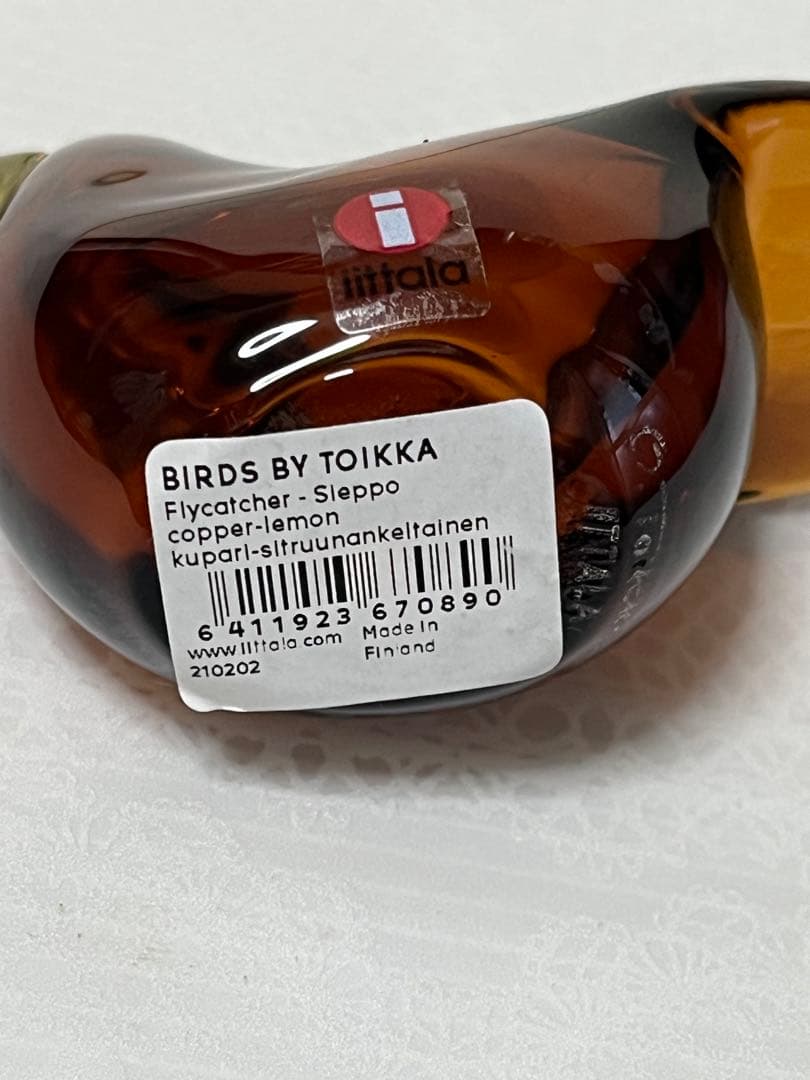 iittala
BIRDS BY TOIKKA
Flycatcher - Sieppo
copper-lemon
kupari-sitruunankeltainen
6 411923 670890
www.iittala.com Made in
210202 Finland
IITTALA